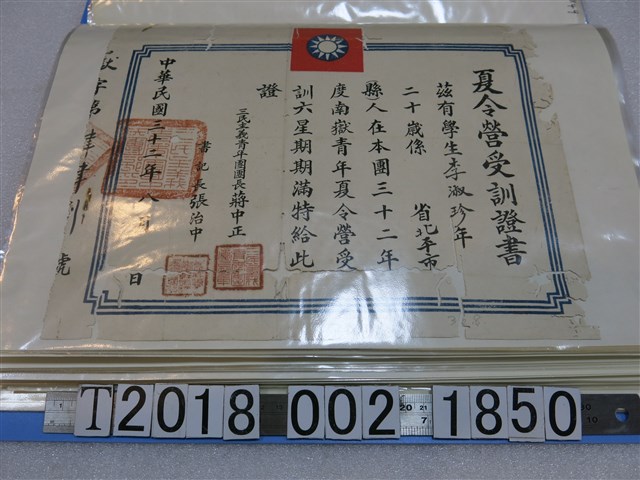 夏令營受訓證書
茲有學生李淑珍年
二十歲係 省北平市
縣人在本團三十二年
度南嶽青年夏令營受
訓六星期期滿特給此
證
三民主義青年團團長蔣中正
書記長張治中
中華民國三十二年八月 日
字第 號
T2018 002 1850